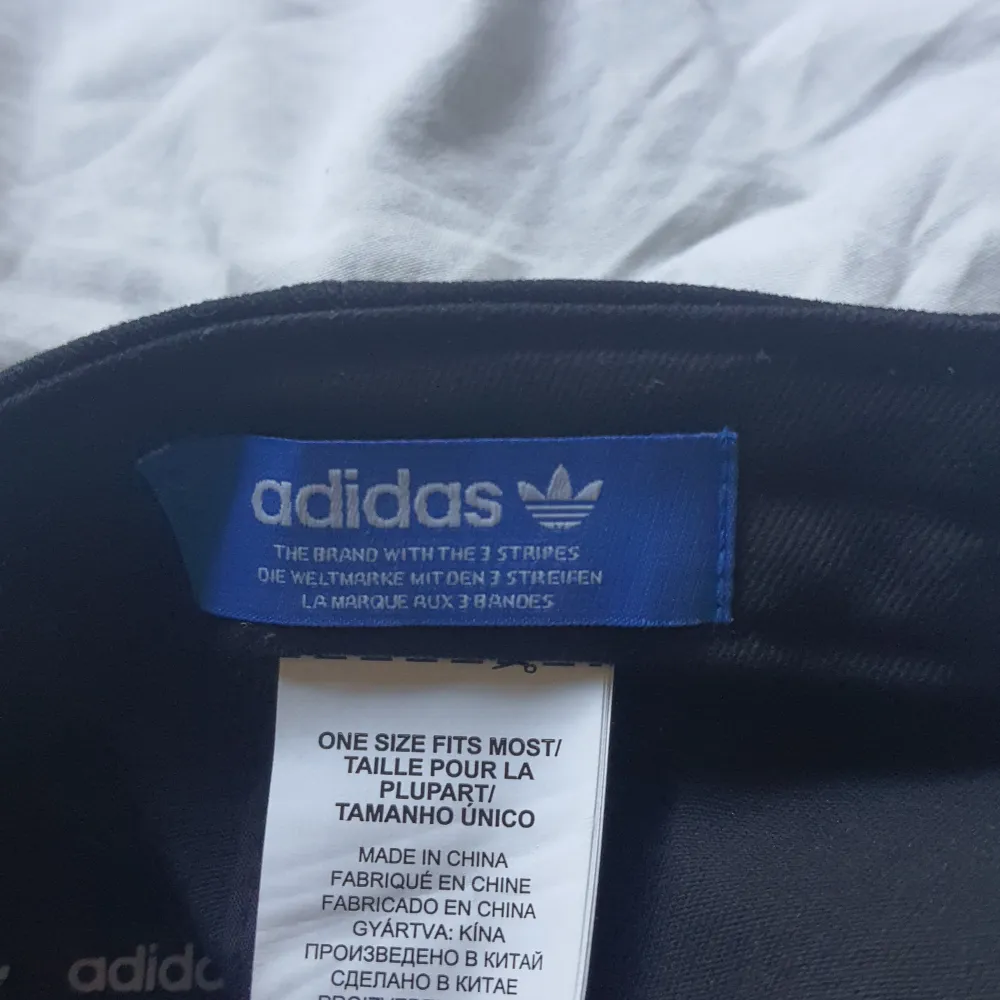 adidas
THE BRAND WITH THE 3 STRIPES
DIE WELTMARKE MIT DEN 3 STREIFEN
LA MARQUE AUX 3 BANDES
ONE SIZE FITS MOST/
TAILLE POUR LA
PLUPART/
TAMANHO ÚNICO
MADE IN CHINA
FABRIQUÉ EN CHINE
FABRICADO EN CHINA
GYÁRTVA: KÍNA
ПРОИЗВЕДЕНО В КИТАЙ
СДЕЛАНО В КИТАЕ
adidc